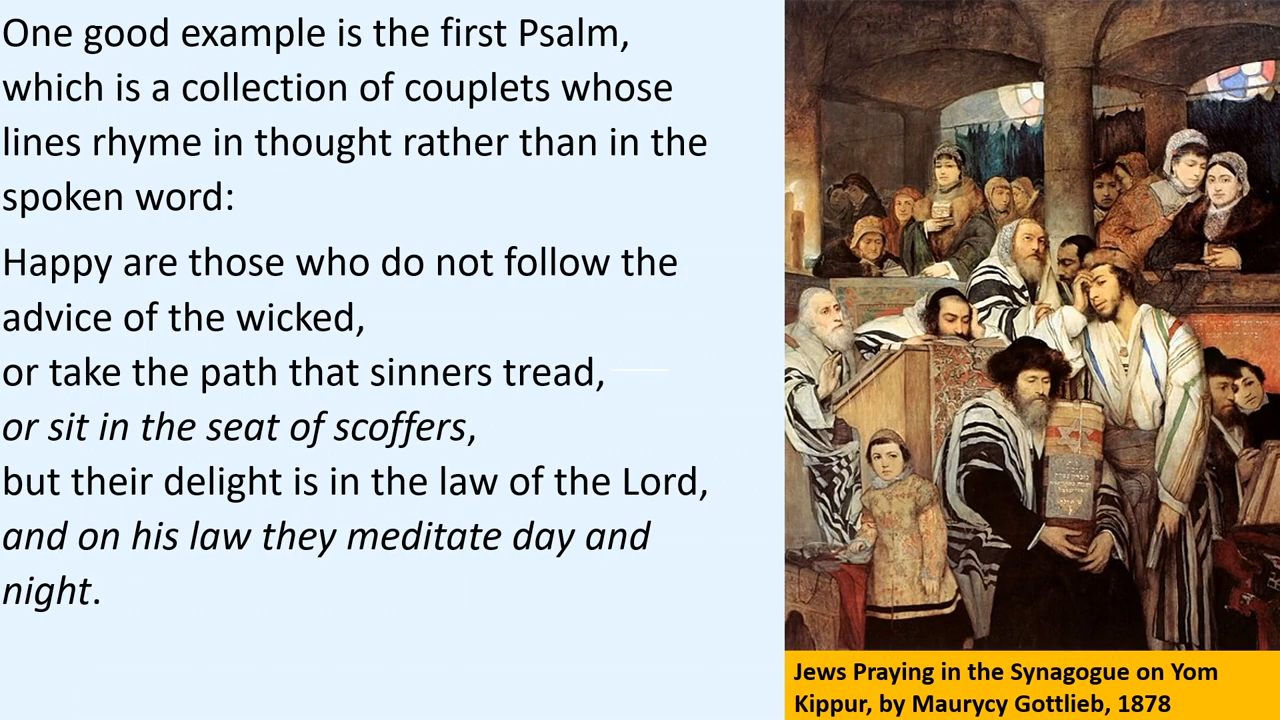 One good example is the first Psalm,
which is a collection of couplets whose
lines rhyme in thought rather than in the
spoken word:
Happy are those who do not follow the
advice of the wicked,
or take the path that sinners tread,
or sit in the seat of scoffers,
but their delight is in the law of the Lord,
and on his law they meditate day and
night.
Jews Praying in the Synagogue on Yom
Kippur, by Maurycy Gottlieb, 1878